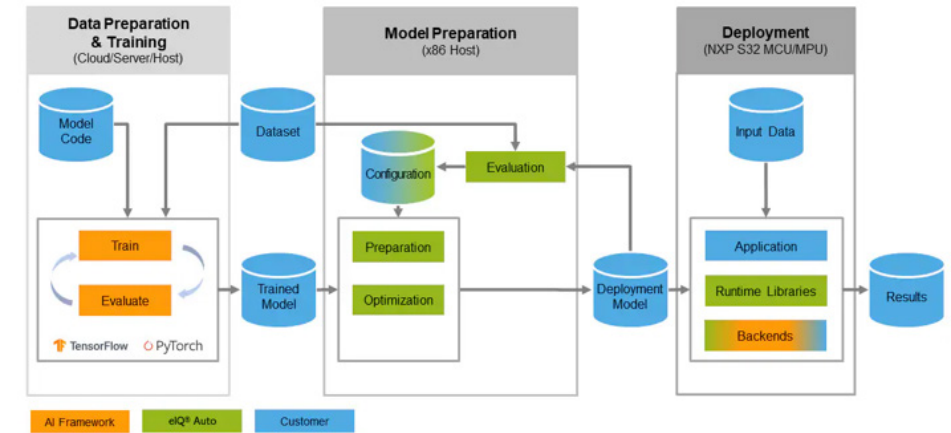 Data Preparation
& Training
(Cloud/Server/Host)
Model Preparation
(x86 Host)
Deployment
(NXP S32 MCU/MPU)
Model
Code
Dataset
Configuration
Evaluation
Input Data
Train
Evaluate
TensorFlow
PyTorch
Trained
Model
Preparation
Optimization
Deployment
Model
Application
Runtime Libraries
Backends
Results
AI Framework
eIQ® Auto
Customer